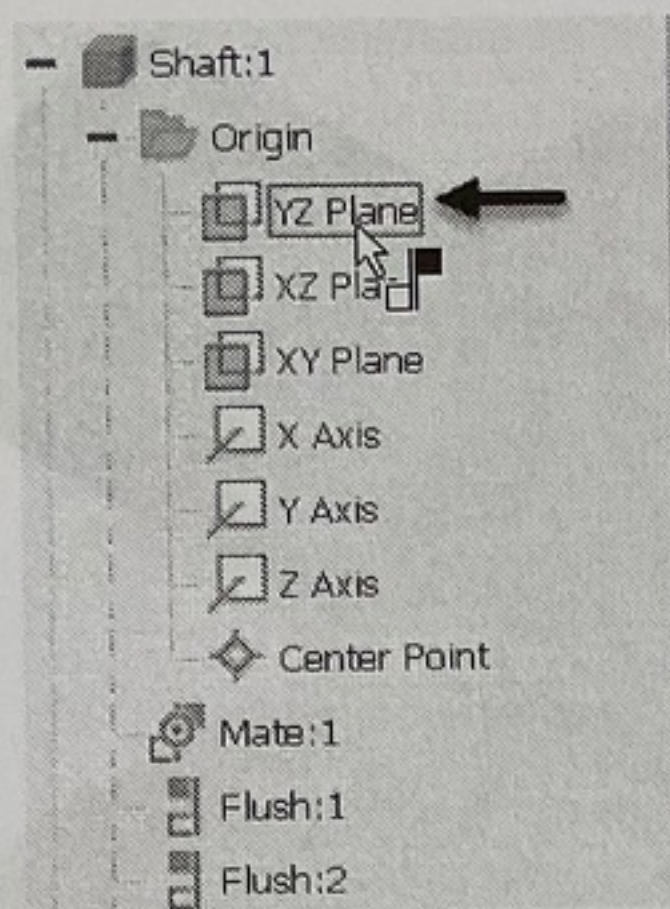 Shaft:1
Origin
YZ Plane
XZ Pla
XY Plane
X Axis
Y Axis
Z Axis
Center Point
Mate:1
Flush:1
Flush:2